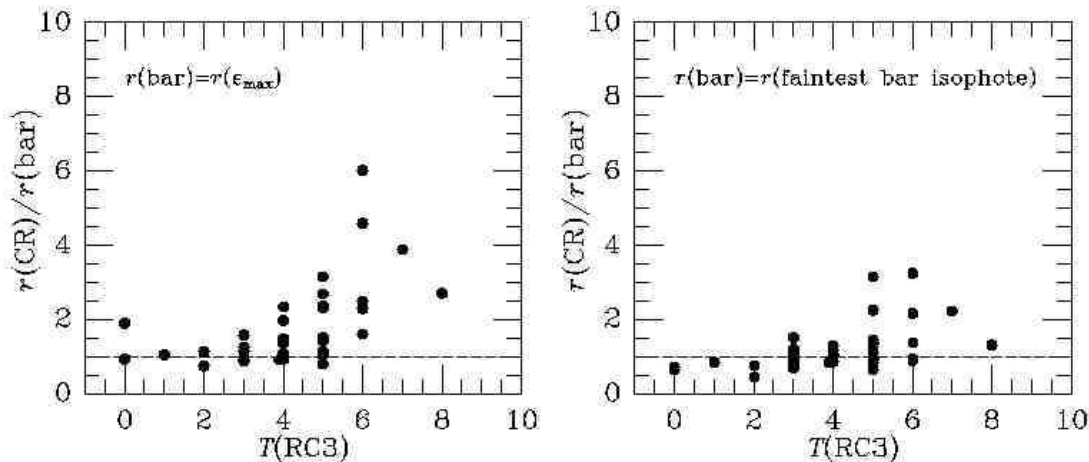 10
8
6
4
2
0
r(CR)/r(bar)
r(bar)=r(εmax)
0 2 4 6 8 10
T(RC3)
10
8
6
4
2
0
r(CR)/r(bar)
r(bar)=r(faintest bar isophote)
0 2 4 6 8 10
T(RC3)